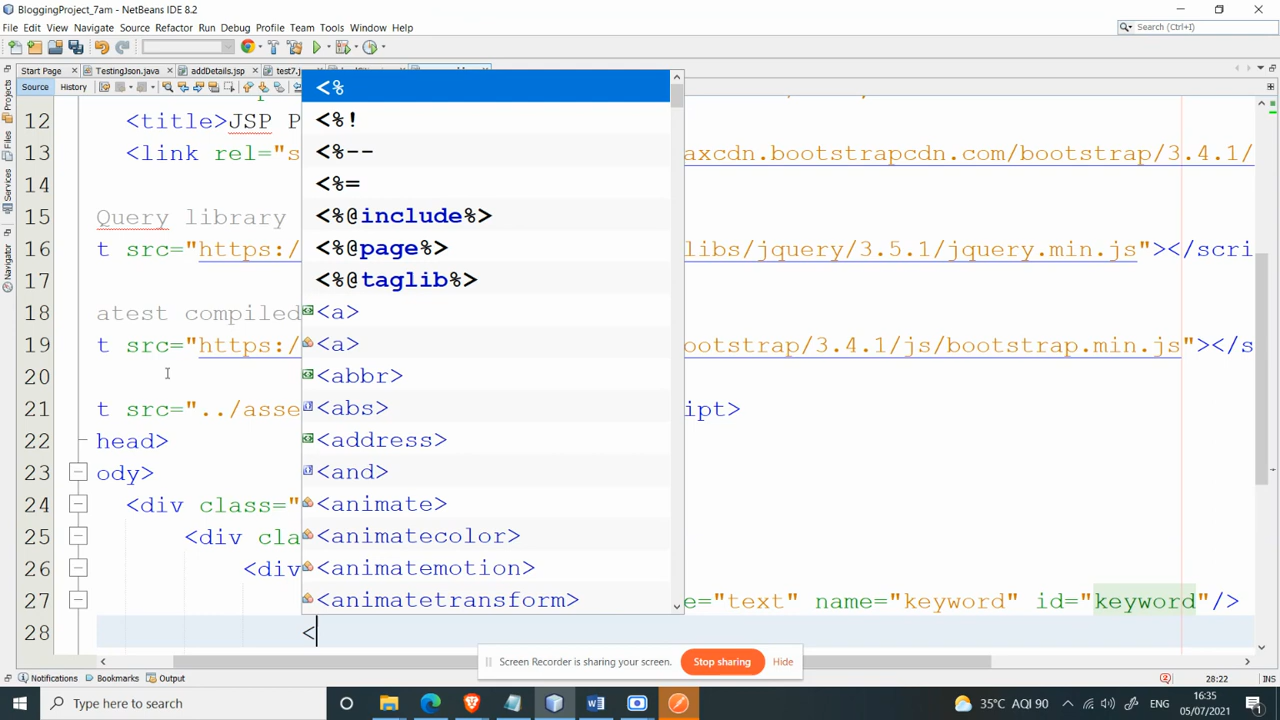 BloggingProject_7am - NetBeans IDE 8.2
File Edit View Navigate Source Refactor Run Debug Profile Team Tools Window Help
Search (Ctrl+I)
Start Page TestingJson.java addDetails.jsp test7.j
Source History
Projects
Files
Services
Navigator
12 <title>JSP P
13 <link rel="s axcdn.bootstrapcdn.com/bootstrap/3.4.1/
14
15 Query library
16 t src="https:/ libs/jquery/3.5.1/jquery.min.js"></scri
17
18 atest compiled
19 t src="https:/ ootstrap/3.4.1/js/bootstrap.min.js"></s
20
21 t src="../asse ipt>
22 head>
23 ody>
24 <div class="
25 <div cla
26 <div
27 e="text" name="keyword" id="keyword"/>
28 <
<%
<%!
<%--
<%=
<%@include%>
<%@page%>
<%@taglib%>
<a>
<a>
<abbr>
<abs>
<address>
<and>
<animate>
<animatecolor>
<animatemotion>
<animatetransform>
Screen Recorder is sharing your screen. Stop sharing Hide
Notifications Bookmarks Output
2 28:22 INS
Type here to search
35°C AQI 90 ENG 16:35
05/07/2021
1